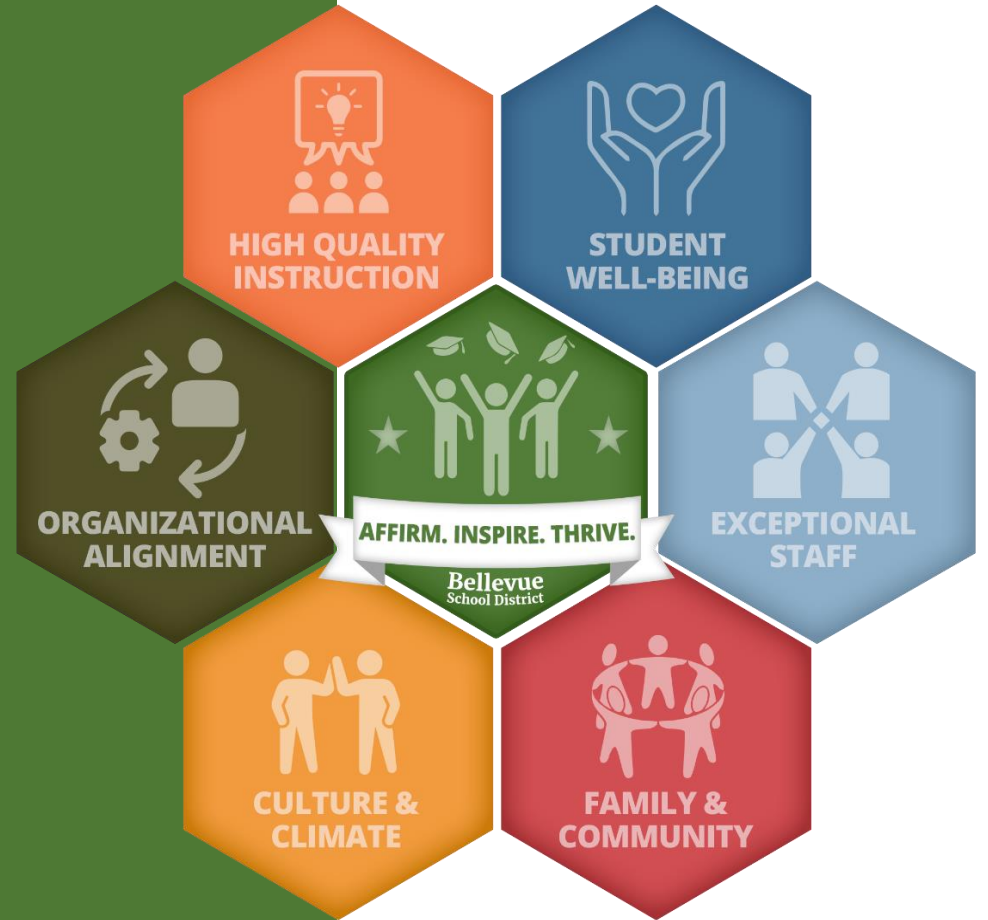 HIGH QUALITY
INSTRUCTION
STUDENT
WELL-BEING
ORGANIZATIONAL
ALIGNMENT
AFFIRM. INSPIRE. THRIVE.
Bellevue
School District
EXCEPTIONAL
STAFF
CULTURE &
CLIMATE
FAMILY &
COMMUNITY